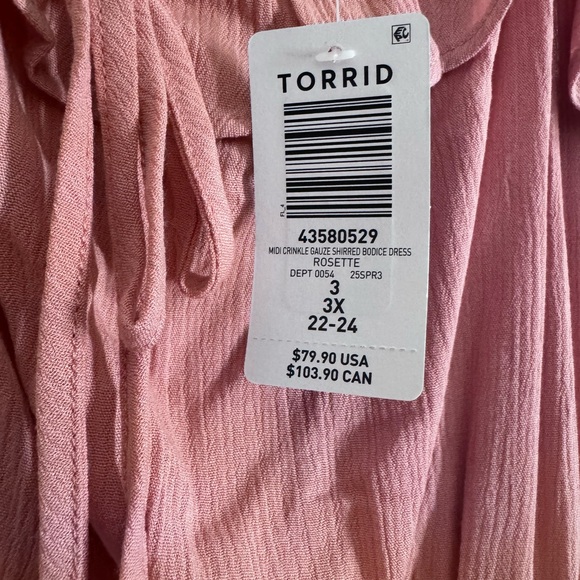 TORRID
FL_4
43580529
MIDI CRINKLE GAUZE SHIRRED BODICE DRESS
ROSETTE
DEPT 0054 25SPR3
3
3X
22-24
$79.90 USA
$103.90 CAN